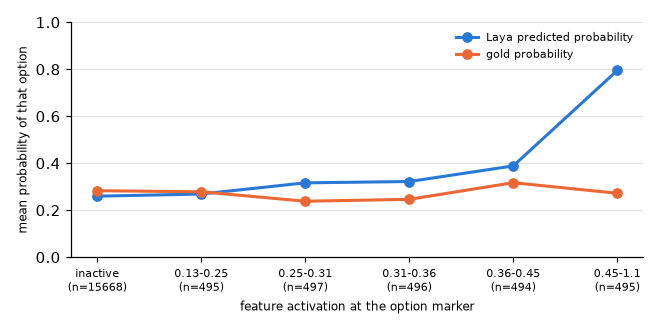 1.0
0.8
0.6
0.4
0.2
0.0
mean probability of that option
Laya predicted probability
gold probability
inactive
(n=15668)
0.13-0.25
(n=495)
0.25-0.31
(n=497)
0.31-0.36
(n=496)
0.36-0.45
(n=494)
0.45-1.1
(n=495)
feature activation at the option marker